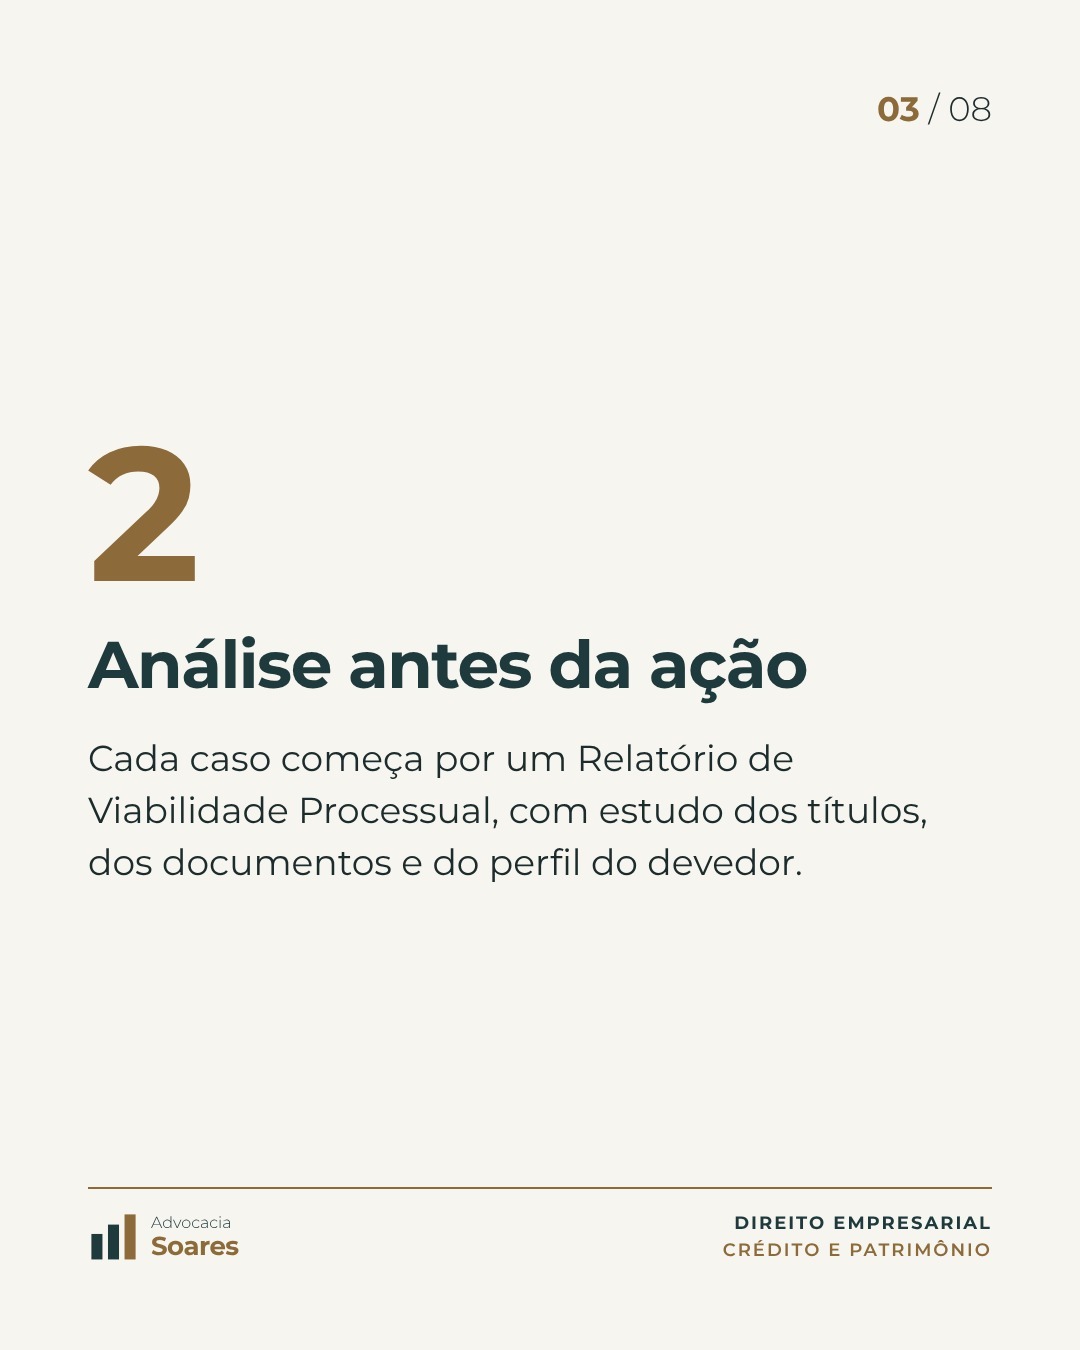 03 / 08
2
Análise antes da ação
Cada caso começa por um Relatório de
Viabilidade Processual, com estudo dos títulos,
dos documentos e do perfil do devedor.
Advocacia
Soares
DIREITO EMPRESARIAL
CRÉDITO E PATRIMÔNIO